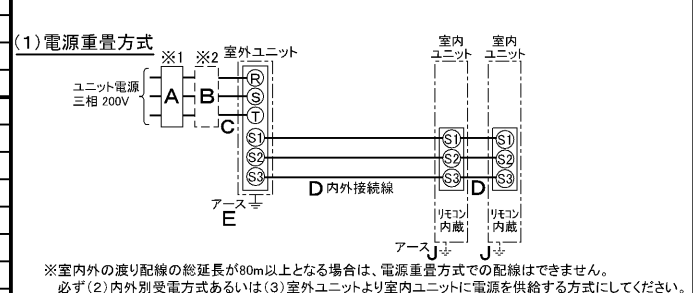 (1)電源重畳方式
※1 ※2 室外ユニット 室内ユニット 室内ユニット
ユニット電源
三相 200V
A B C
R
S
T
S1 S1 S1
S2 S2 S2
S3 S3 S3
D 内外接続線 D
アース
E
リモコン内蔵 リモコン内蔵
アース J J
※室内外の渡り配線の総延長が80m以上となる場合は、電源重畳方式での配線はできません。
必ず(2)内外別受電方式あるいは(3)室外ユニットより室内ユニットに電源を供給する方式にしてください。